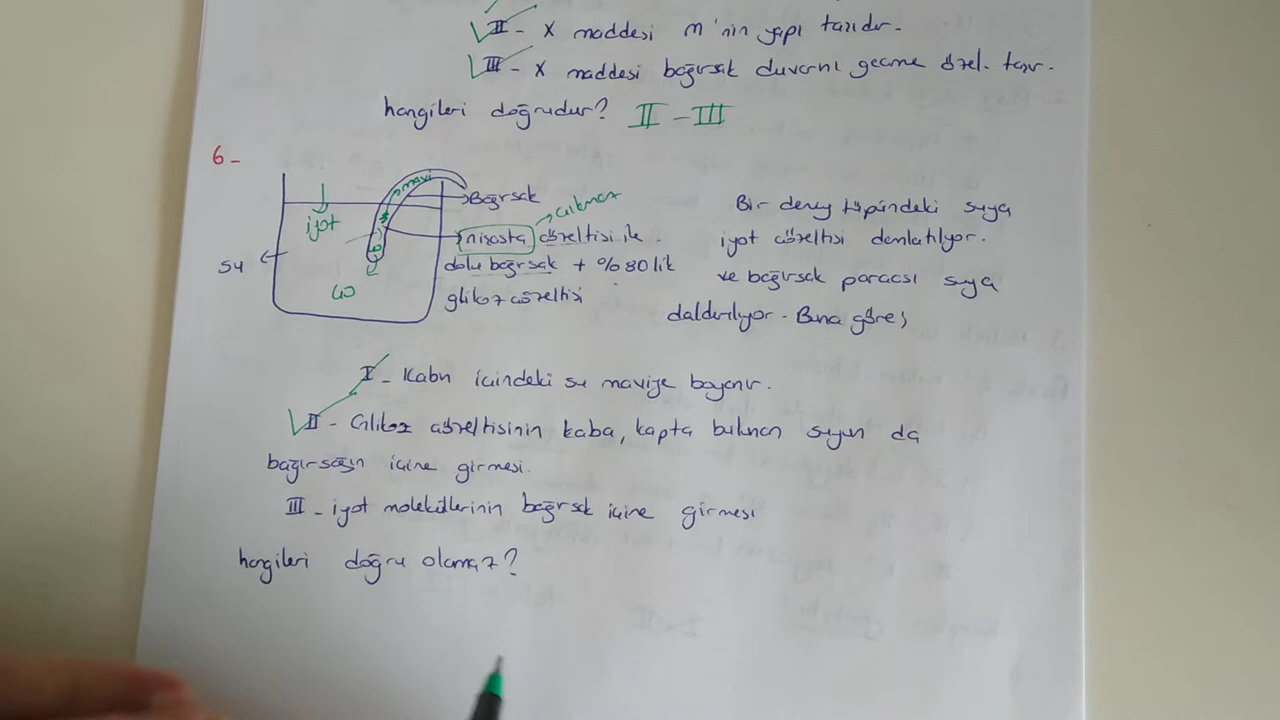 II - X maddesi m'nin yapı taşıdır.
III - X maddesi bağırsak duvarını geçme özel. taşır.
hangileri doğrudur? II - III
6-
mavi
iyot
Bağırsak
çıkmaz
nişasta çözeltisi ile
dolu bağırsak + %80 lik
glikoz çözeltisi
su
Bir deney tüpündeki suya
iyot çözeltisi damlatılıyor.
ve bağırsak parçası suya
daldırılıyor. Buna göre;
I - Kabın içindeki su maviye boyanır.
II - Glikoz çözeltisinin kaba, kapta bulunan suyun da
bağırsağın içine girmesi.
III - iyot moleküllerinin bağırsak içine girmesi
hangileri doğru olamaz?